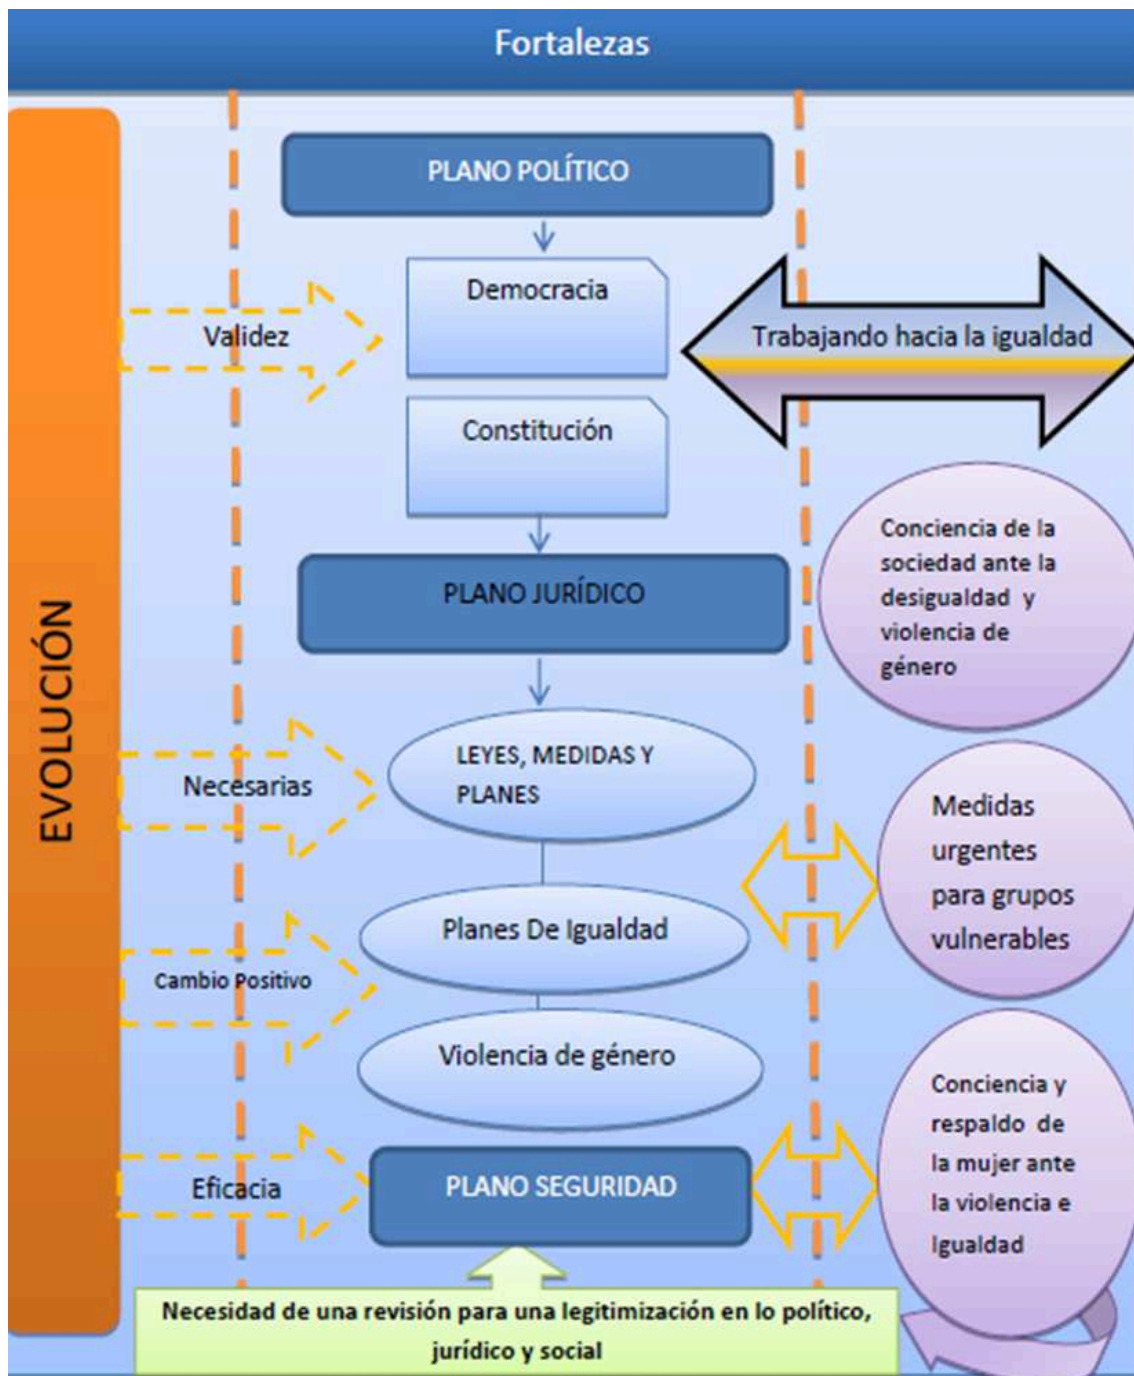 Fortalezas
EVOLUCIÓN
PLANO POLÍTICO
Democracia
Validez
Trabajando hacia la igualdad
Constitución
Conciencia de la
sociedad ante la
desigualdad y
violencia de
género
PLANO JURÍDICO
LEYES, MEDIDAS Y
PLANES
Necesarias
Medidas
urgentes
para grupos
vulnerables
Planes De Igualdad
Cambio Positivo
Violencia de género
Conciencia y
respaldo de
la mujer ante
la violencia e
Igualdad
Eficacia
PLANO SEGURIDAD
Necesidad de una revisión para una legitimización en lo político,
jurídico y social